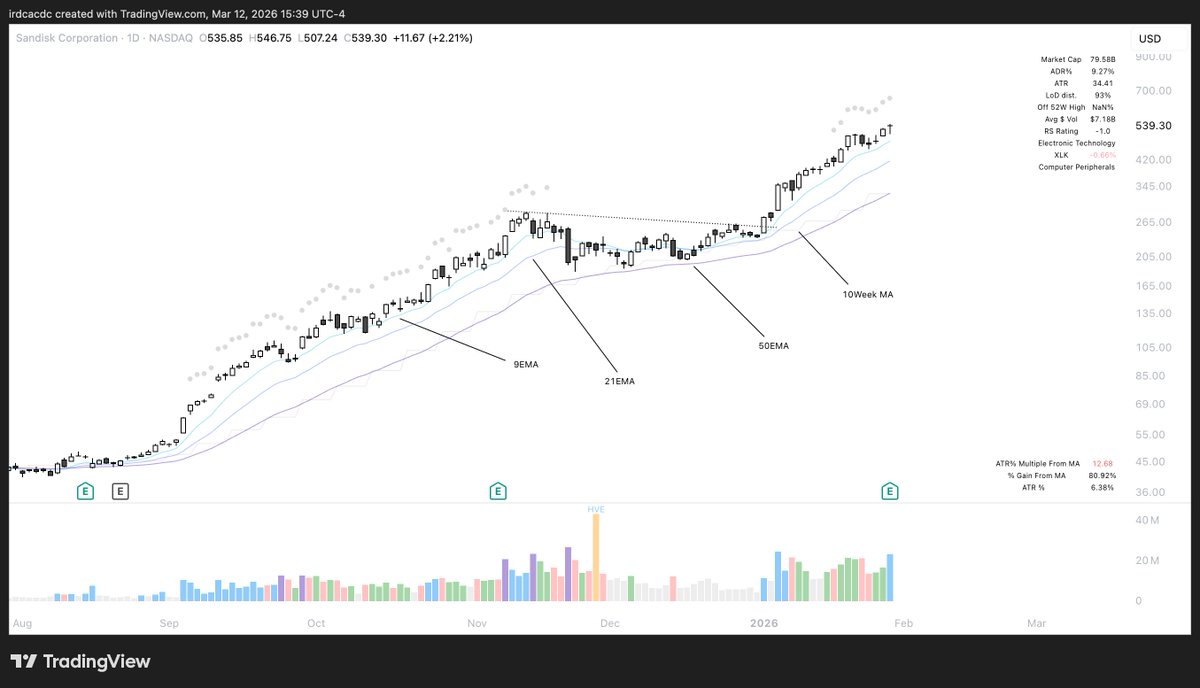 irdcacdc created with TradingView.com, Mar 12, 2026 15:39 UTC-4
Sandisk Corporation · 1D · NASDAQ O535.85 H546.75 L507.24 C539.30 +11.67 (+2.21%)
USD
900.00
Market Cap 79.58B
ADR% 9.27%
ATR 34.41
LoD dist. 93%
Off 52W High NaN%
Avg $ Vol $7.18B
RS Rating -1.0
Electronic Technology
XLK -0.66%
Computer Peripherals
700.00
539.30
420.00
345.00
265.00
205.00
165.00
135.00
105.00
85.00
69.00
55.00
45.00
36.00
10Week MA
50EMA
9EMA
21EMA
ATR% Multiple From MA 12.68
% Gain From MA 80.92%
ATR % 6.38%
E
E
E
E
HVE
40 M
20 M
0
Aug Sep Oct Nov Dec 2026 Feb Mar
TradingView